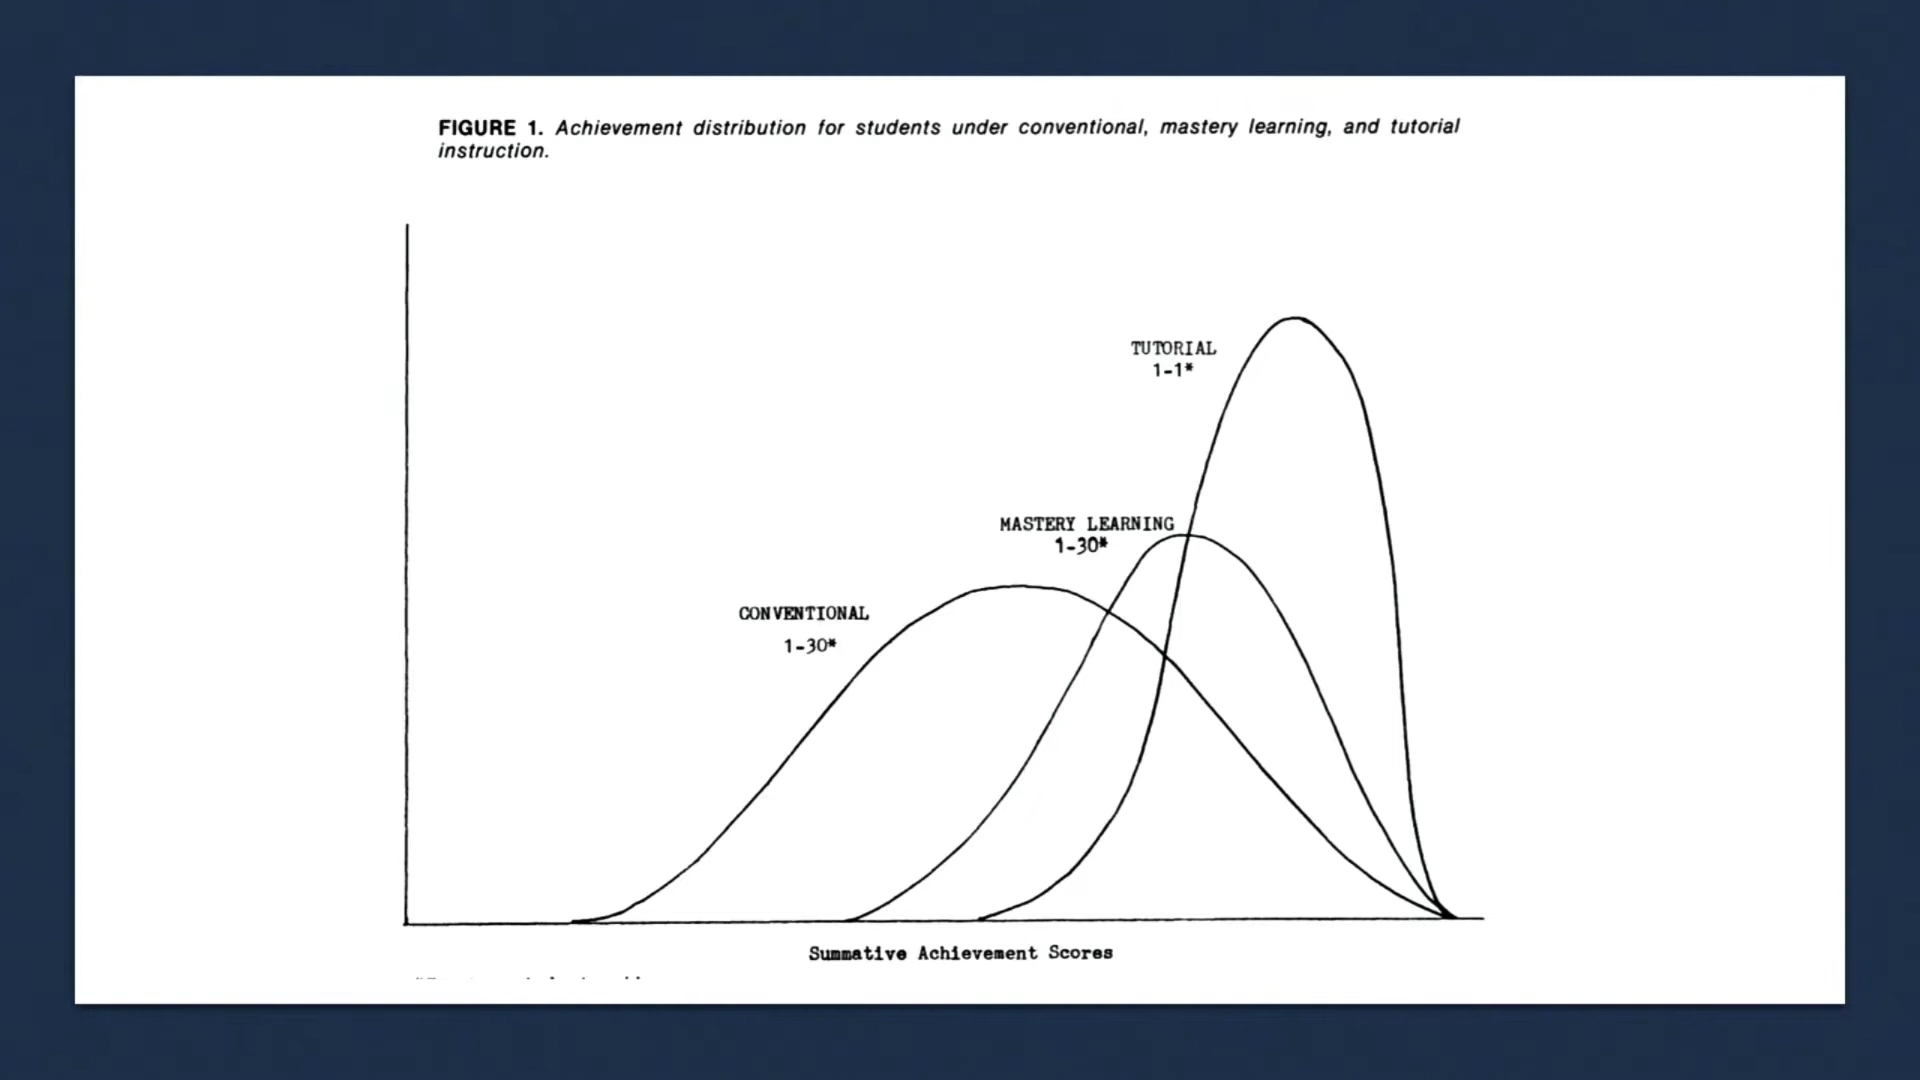 FIGURE 1. Achievement distribution for students under conventional, mastery learning, and tutorial
instruction.
TUTORIAL
1-1*
MASTERY LEARNING
1-30*
CONVENTIONAL
1-30*
Summative Achievement Scores